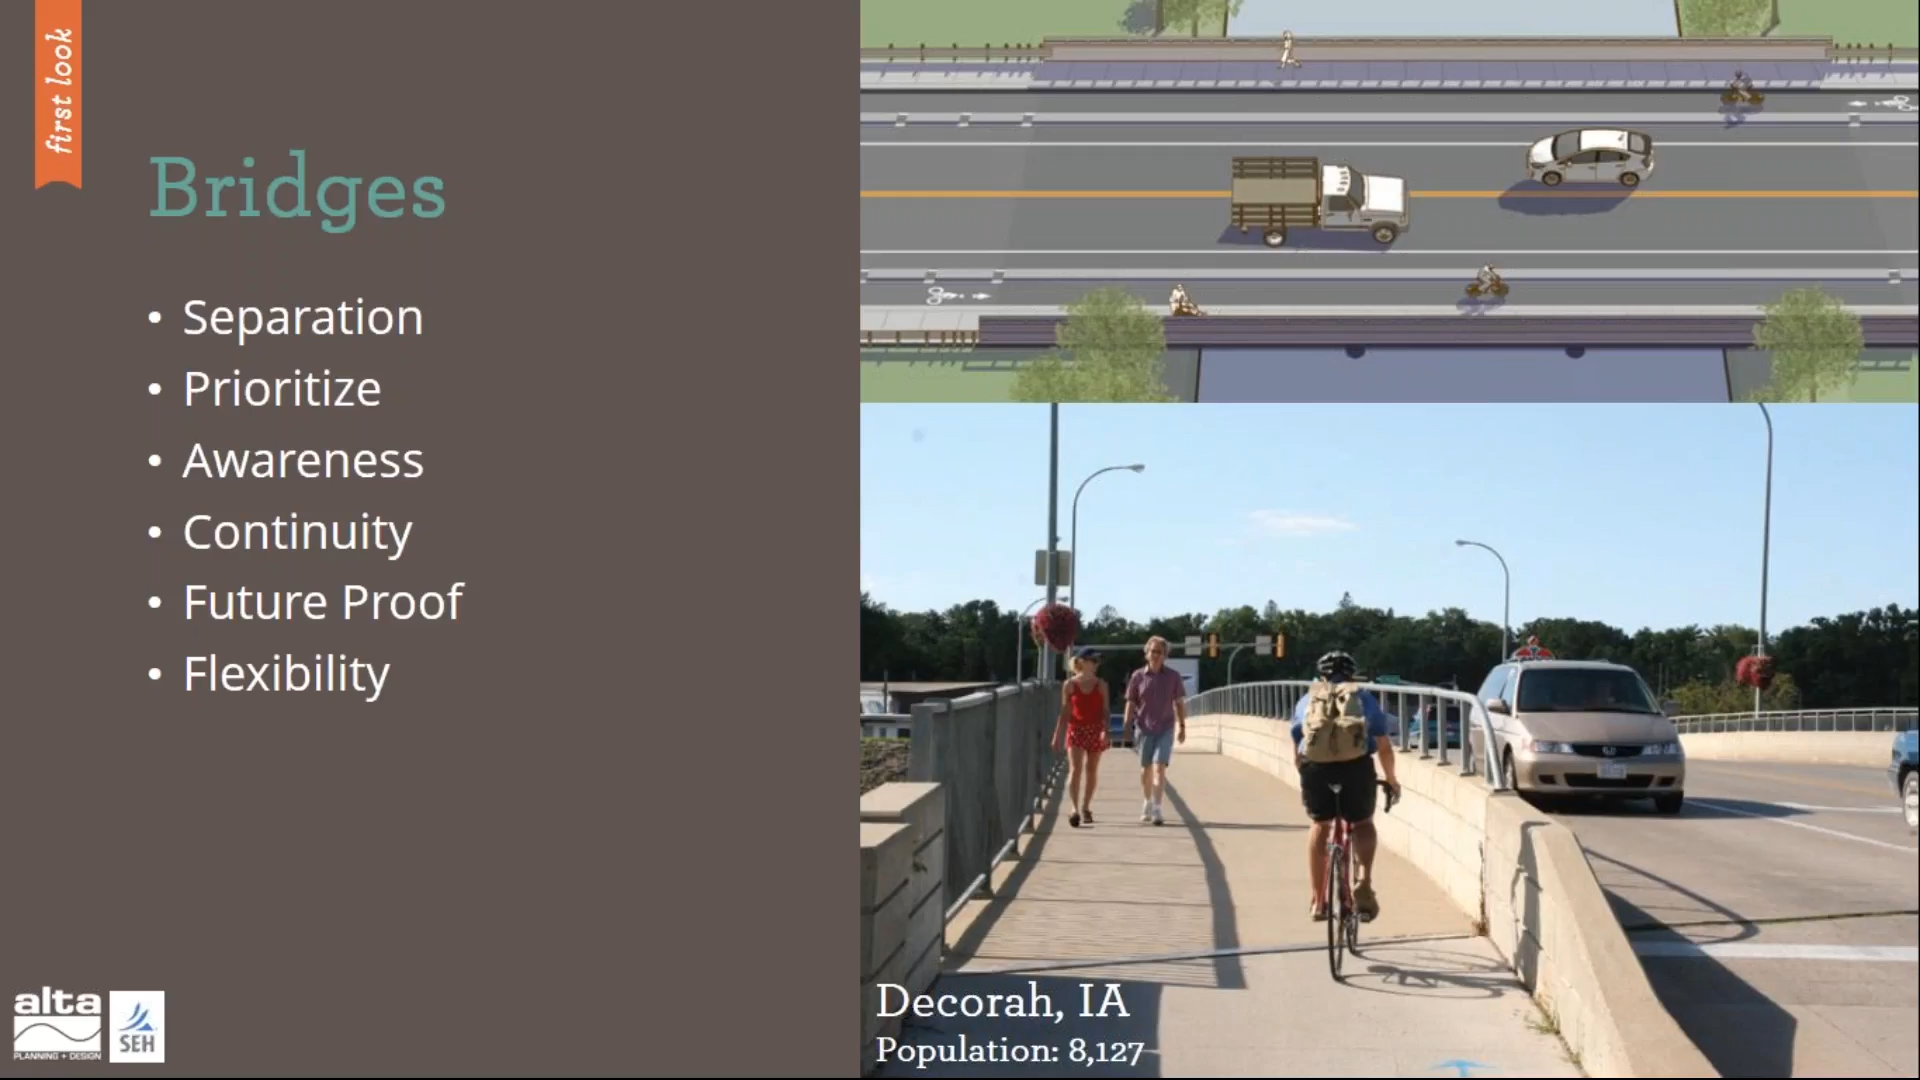 first look
Bridges
• Separation
• Prioritize
• Awareness
• Continuity
• Future Proof
• Flexibility
alta
PLANNING + DESIGN
SEH
Decorah, IA
Population: 8,127